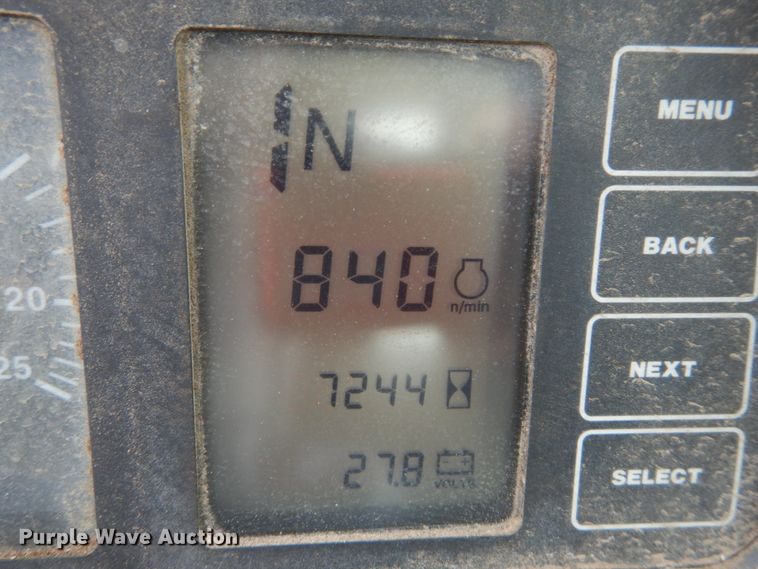 N
MENU
840
n/min
BACK
20
7244
NEXT
25
27.8
VOLTS
SELECT
Purple Wave Auction